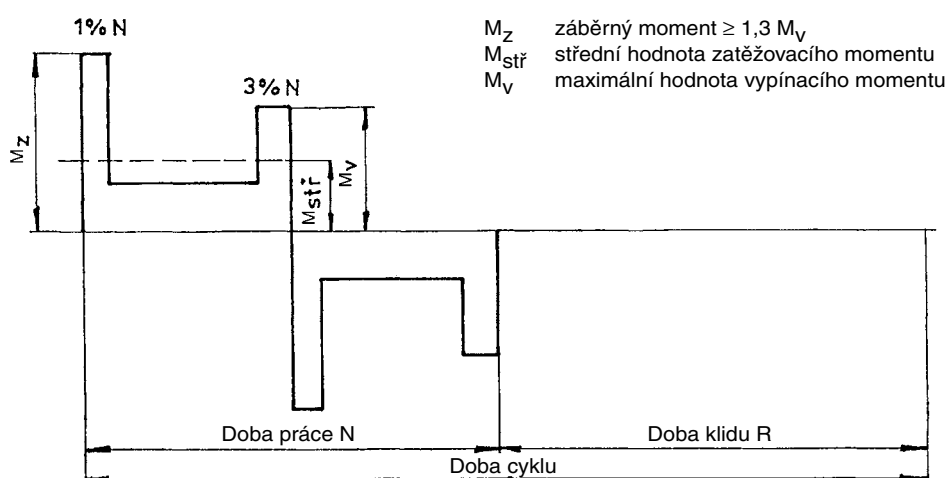 1% N
M_z záběrný moment ≥ 1,3 M_v
M_stř střední hodnota zatěžovacího momentu
M_v maximální hodnota vypínacího momentu
3% N
M_z
M_stř
M_v
Doba práce N
Doba klidu R
Doba cyklu